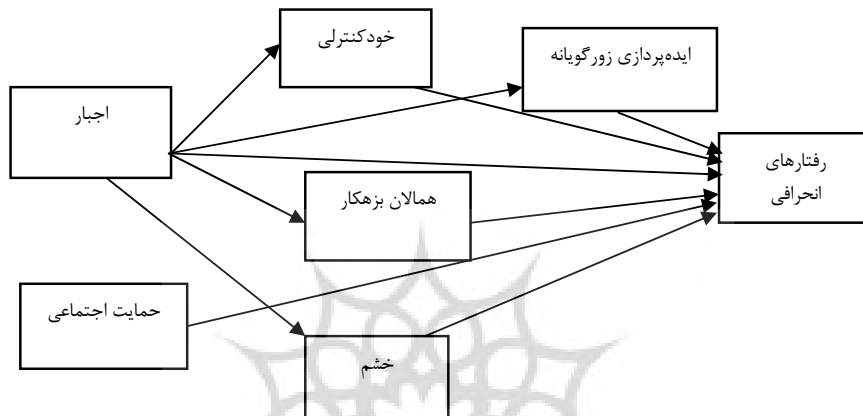 خودکنترلی
ایده‌پردازی زورگویانه
اجبار
رفتارهای
انحرافی
همالان بزهکار
حمایت اجتماعی
خشم